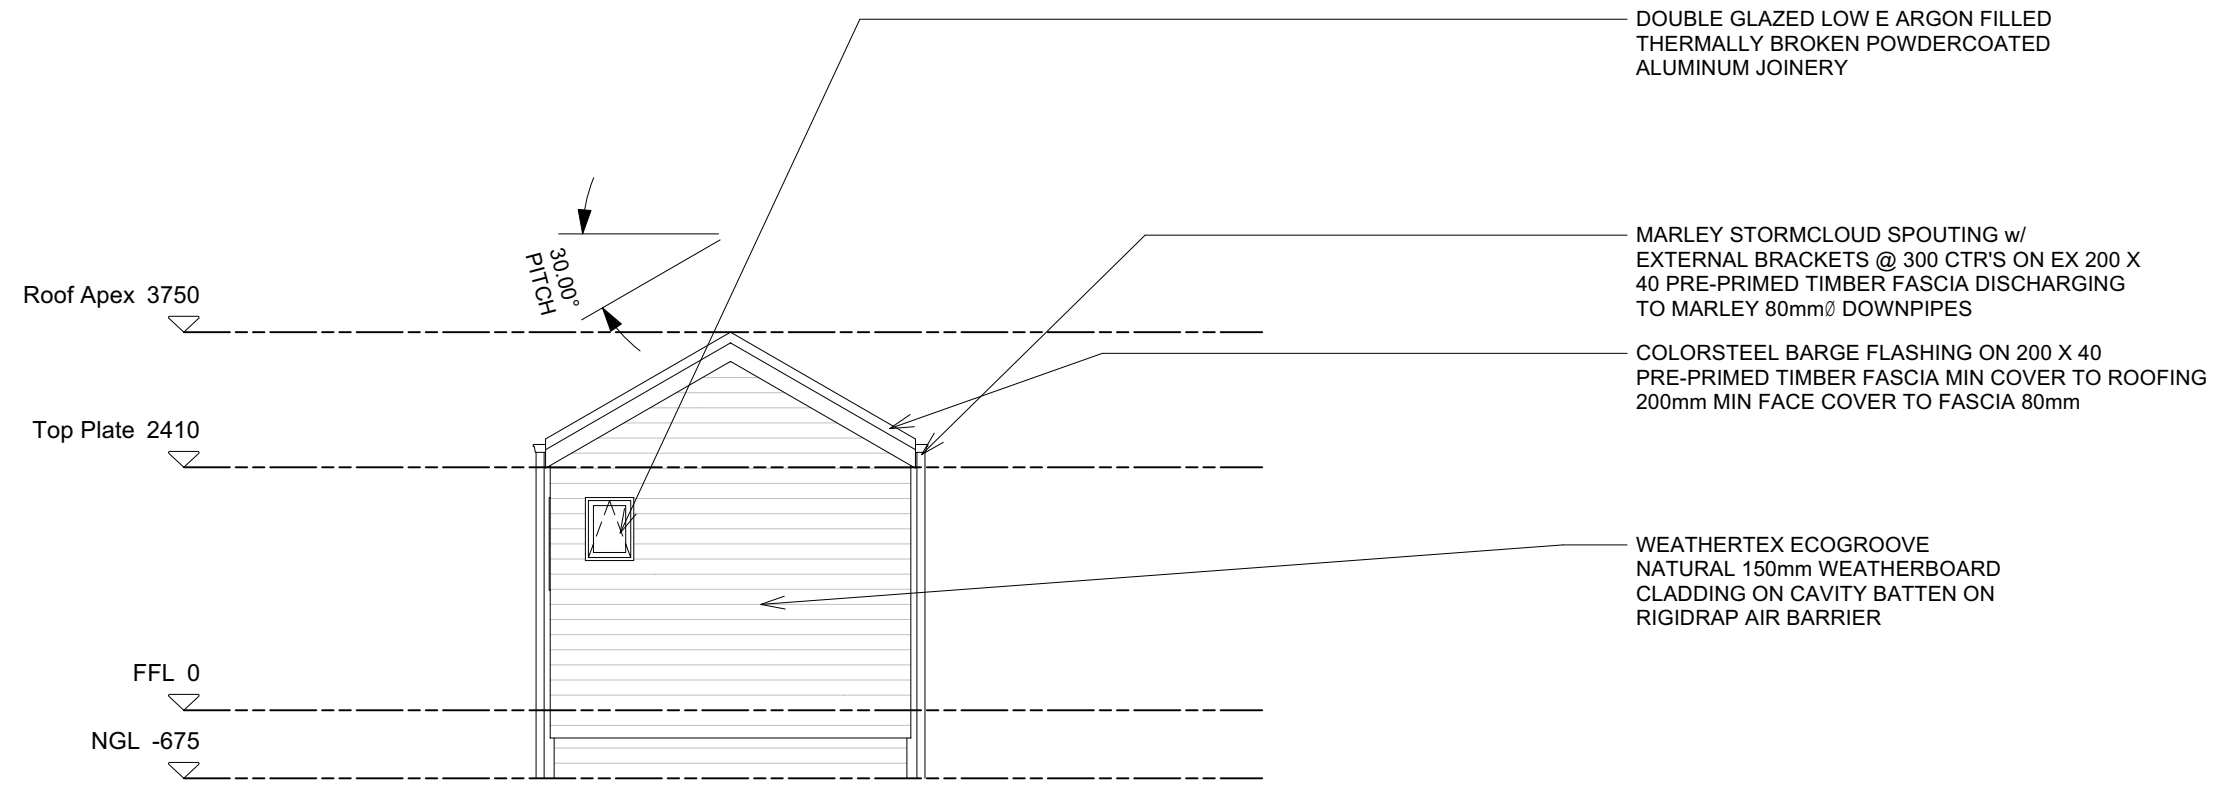 DOUBLE GLAZED LOW E ARGON FILLED
THERMALLY BROKEN POWDERCOATED
ALUMINUM JOINERY
MARLEY STORMCLOUD SPOUTING w/
EXTERNAL BRACKETS @ 300 CTR'S ON EX 200 X
40 PRE-PRIMED TIMBER FASCIA DISCHARGING
TO MARLEY 80mm∅ DOWNPIPES
30.00°
PITCH
Roof Apex 3750
COLORSTEEL BARGE FLASHING ON 200 X 40
PRE-PRIMED TIMBER FASCIA MIN COVER TO ROOFING
200mm MIN FACE COVER TO FASCIA 80mm
Top Plate 2410
WEATHERTEX ECOGROOVE
NATURAL 150mm WEATHERBOARD
CLADDING ON CAVITY BATTEN ON
RIGIDRAP AIR BARRIER
FFL 0
NGL -675